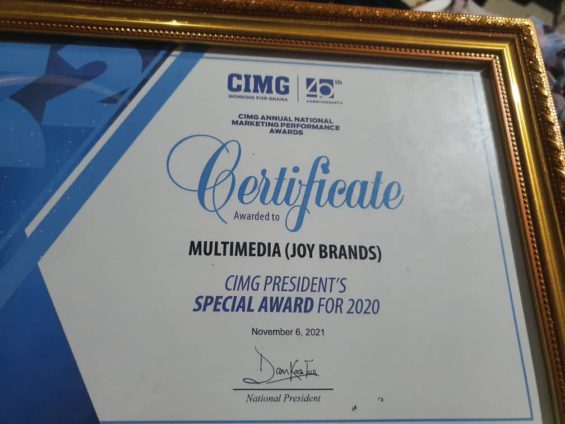 CIMG
WORKING FOR GHANA
40th
ANNIVERSARY
CIMG ANNUAL NATIONAL
MARKETING PERFORMANCE
AWARDS
Certificate
Awarded to
MULTIMEDIA (JOY BRANDS)
CIMG PRESIDENT'S
SPECIAL AWARD FOR 2020
November 6, 2021
National President